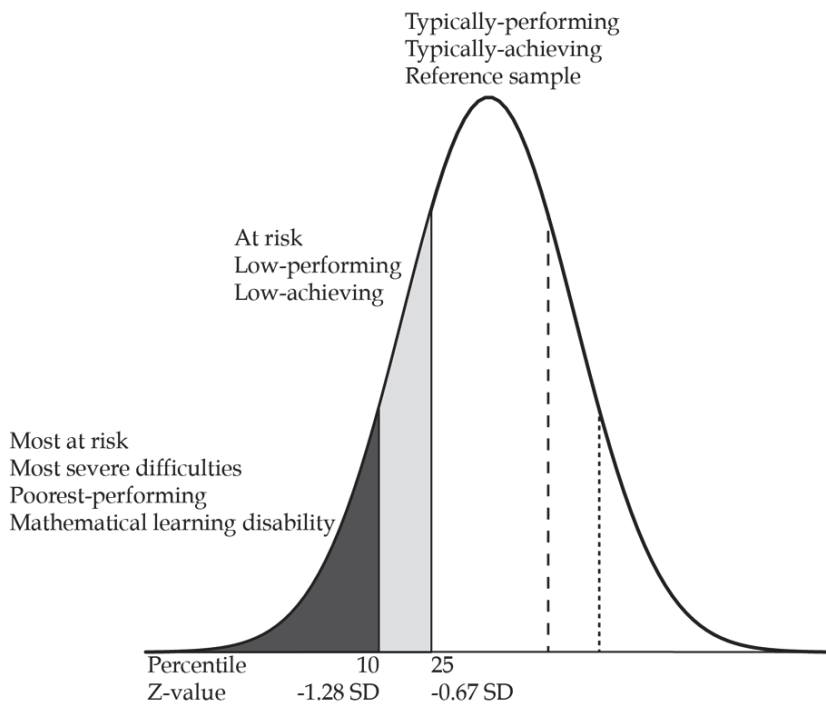 Typically-performing
Typically-achieving
Reference sample
At risk
Low-performing
Low-achieving
Most at risk
Most severe difficulties
Poorest-performing
Mathematical learning disability
Percentile 10 25
Z-value -1.28 SD -0.67 SD